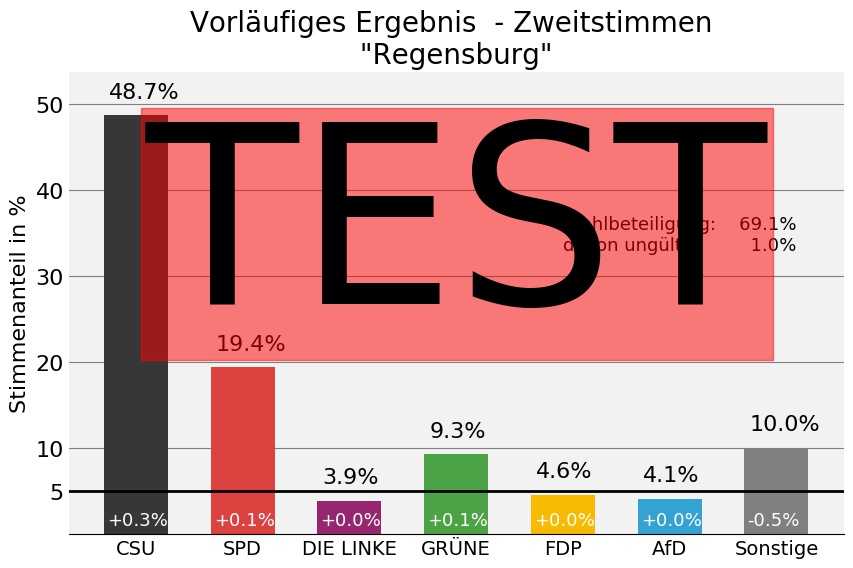 Vorläufiges Ergebnis - Zweitstimmen
"Regensburg"
Stimmenanteil in %
50
40
30
20
10
5
TEST
69.1%
1.0%
48.7%
19.4%
3.9%
9.3%
4.6%
4.1%
10.0%
+0.3%
+0.1%
+0.0%
+0.1%
+0.0%
+0.0%
-0.5%
CSU
SPD
DIE LINKE
GRÜNE
FDP
AfD
Sonstige